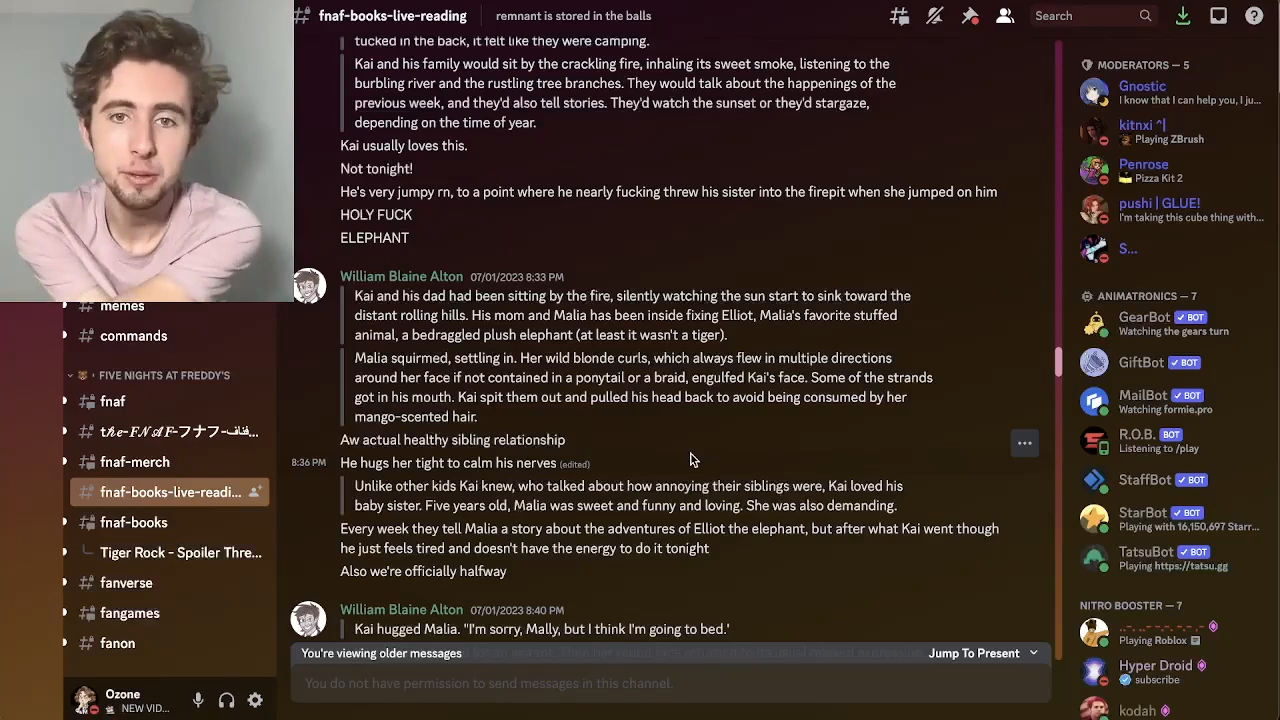 fnaf-books-live-reading
remnant is stored in the balls
Search
tucked in the back, it felt like they were camping.
Kai and his family would sit by the crackling fire, inhaling its sweet smoke, listening to the
burbling river and the rustling tree branches. They would talk about the happenings of the
previous week, and they'd also tell stories. They'd watch the sunset or they'd stargaze,
depending on the time of year.
Kai usually loves this.
Not tonight!
He's very jumpy rn, to a point where he nearly fucking threw his sister into the firepit when she jumped on him
HOLY FUCK
ELEPHANT
William Blaine Alton 07/01/2023 8:33 PM
Kai and his dad had been sitting by the fire, silently watching the sun start to sink toward the
distant rolling hills. His mom and Malia has been inside fixing Elliot, Malia's favorite stuffed
animal, a bedraggled plush elephant (at least it wasn't a tiger).
Malia squirmed, settling in. Her wild blonde curls, which always flew in multiple directions
around her face if not contained in a ponytail or a braid, engulfed Kai's face. Some of the strands
got in his mouth. Kai spit them out and pulled his head back to avoid being consumed by her
mango-scented hair.
Aw actual healthy sibling relationship
8:36 PM He hugs her tight to calm his nerves (edited)
Unlike other kids Kai knew, who talked about how annoying their siblings were, Kai loved his
baby sister. Five years old, Malia was sweet and funny and loving. She was also demanding.
Every week they tell Malia a story about the adventures of Elliot the elephant, but after what Kai went though
he just feels tired and doesn't have the energy to do it tonight
Also we're officially halfway
William Blaine Alton 07/01/2023 8:40 PM
Kai hugged Malia. "I'm sorry, Mally, but I think I'm going to bed.'
You're viewing older messages
Jump To Present
You do not have permission to send messages in this channel.
memes
commands
FIVE NIGHTS AT FREDDY'S
fnaf
fnaf-merch
fnaf-books-live-readi...
fnaf-books
Tiger Rock - Spoiler Thre...
fanverse
fangames
fanon
Ozone
NEW VID...
MODERATORS — 5
Gnostic
I know that I can help you, I ju...
kitnxi ^|
Playing ZBrush
Penrose
Pizza Kit 2
pushi | GLUE!
I'm taking this cube thing with...
S...
ANIMATRONICS — 7
GearBot ✓ BOT
Watching the gears turn
GiftBot ✓ BOT
MailBot ✓ BOT
Watching formie.pro
R.O.B. BOT
Listening to /play
StaffBot ✓ BOT
StarBot ✓ BOT
Playing with 16,150,697 Starr...
TatsuBot ✓ BOT
Playing https://tatsu.gg
NITRO BOOSTER — 7
Playing Roblox
Hyper Droid
subscribe
kodah